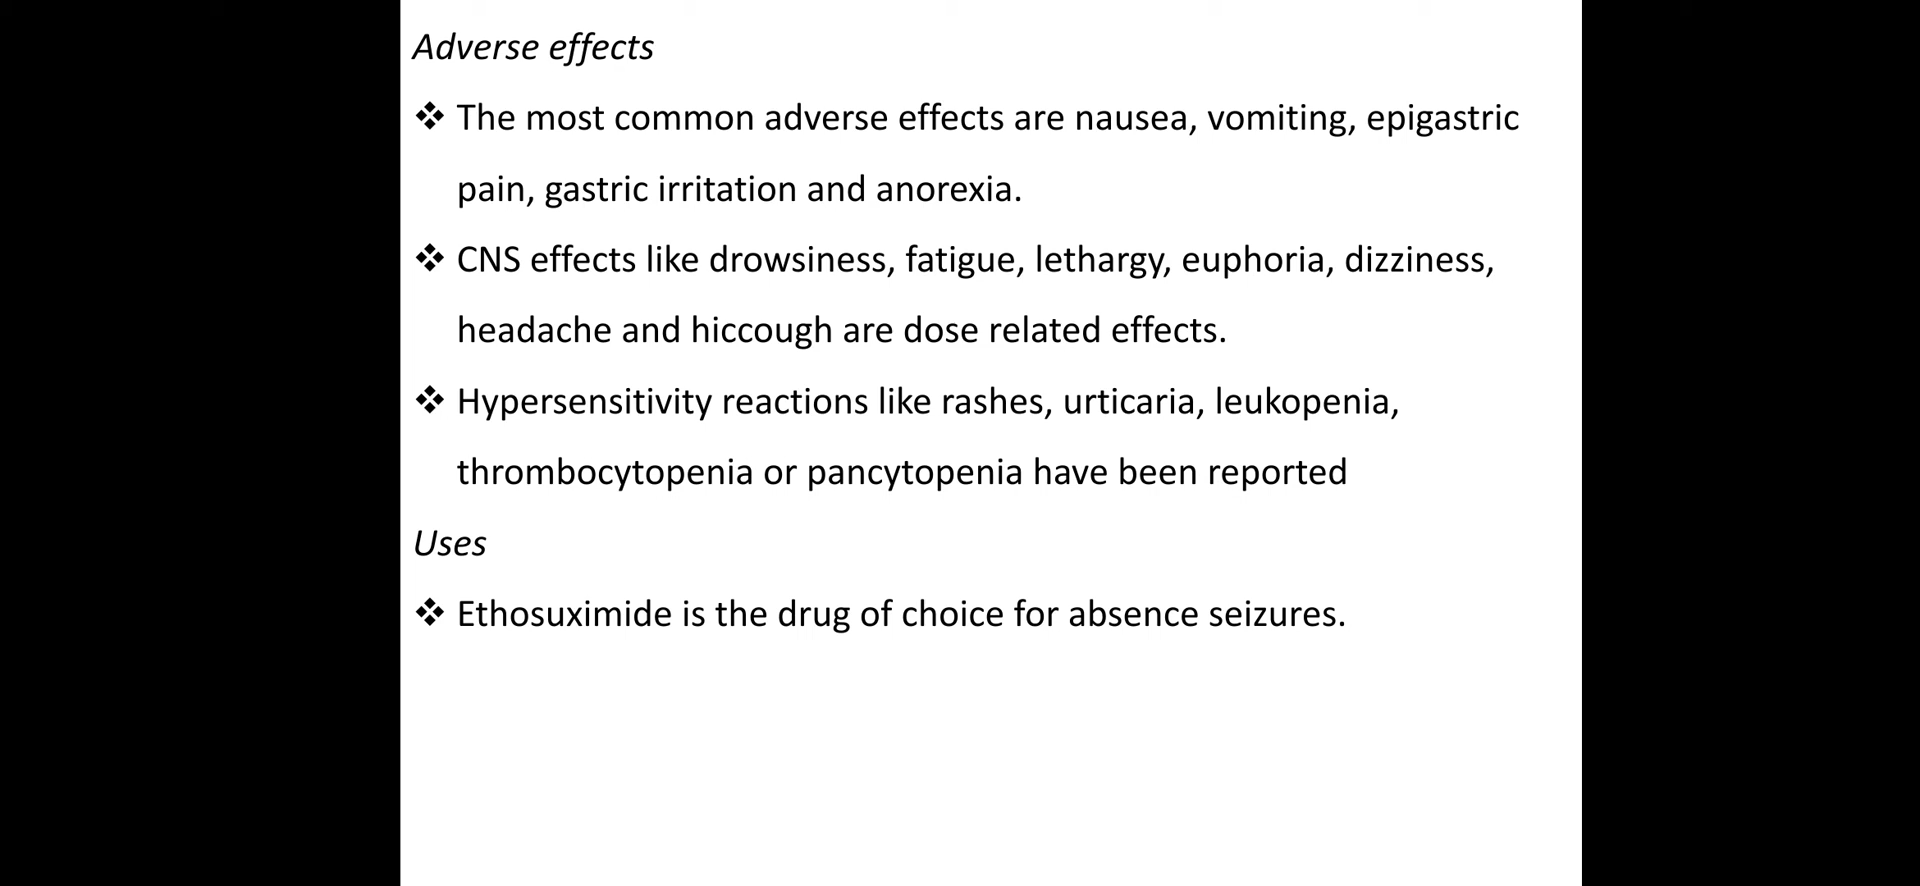 Adverse effects
❖ The most common adverse effects are nausea, vomiting, epigastric
pain, gastric irritation and anorexia.
❖ CNS effects like drowsiness, fatigue, lethargy, euphoria, dizziness,
headache and hiccough are dose related effects.
❖ Hypersensitivity reactions like rashes, urticaria, leukopenia,
thrombocytopenia or pancytopenia have been reported
Uses
❖ Ethosuximide is the drug of choice for absence seizures.